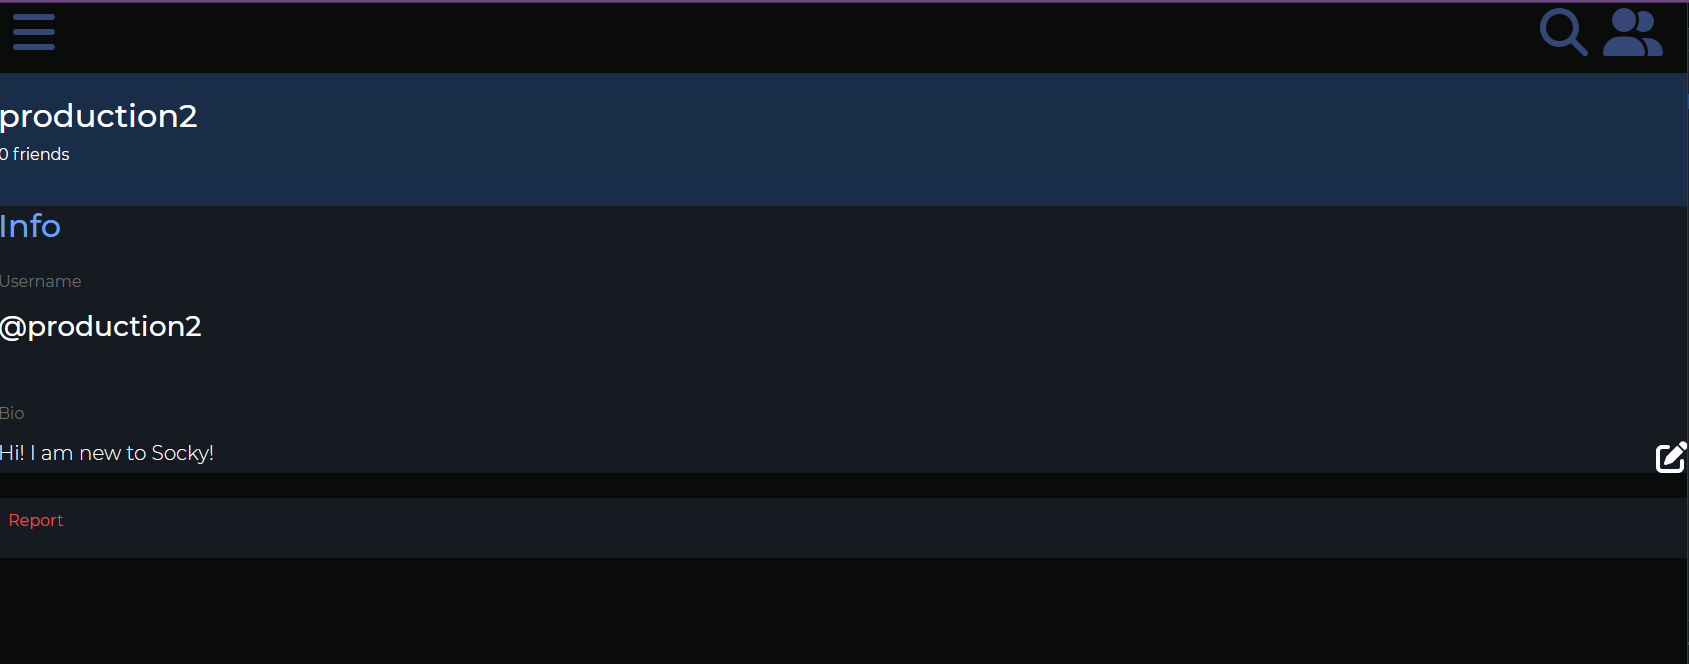 production2
0 friends
Info
Username
@production2
Bio
Hi! I am new to Socky!
Report